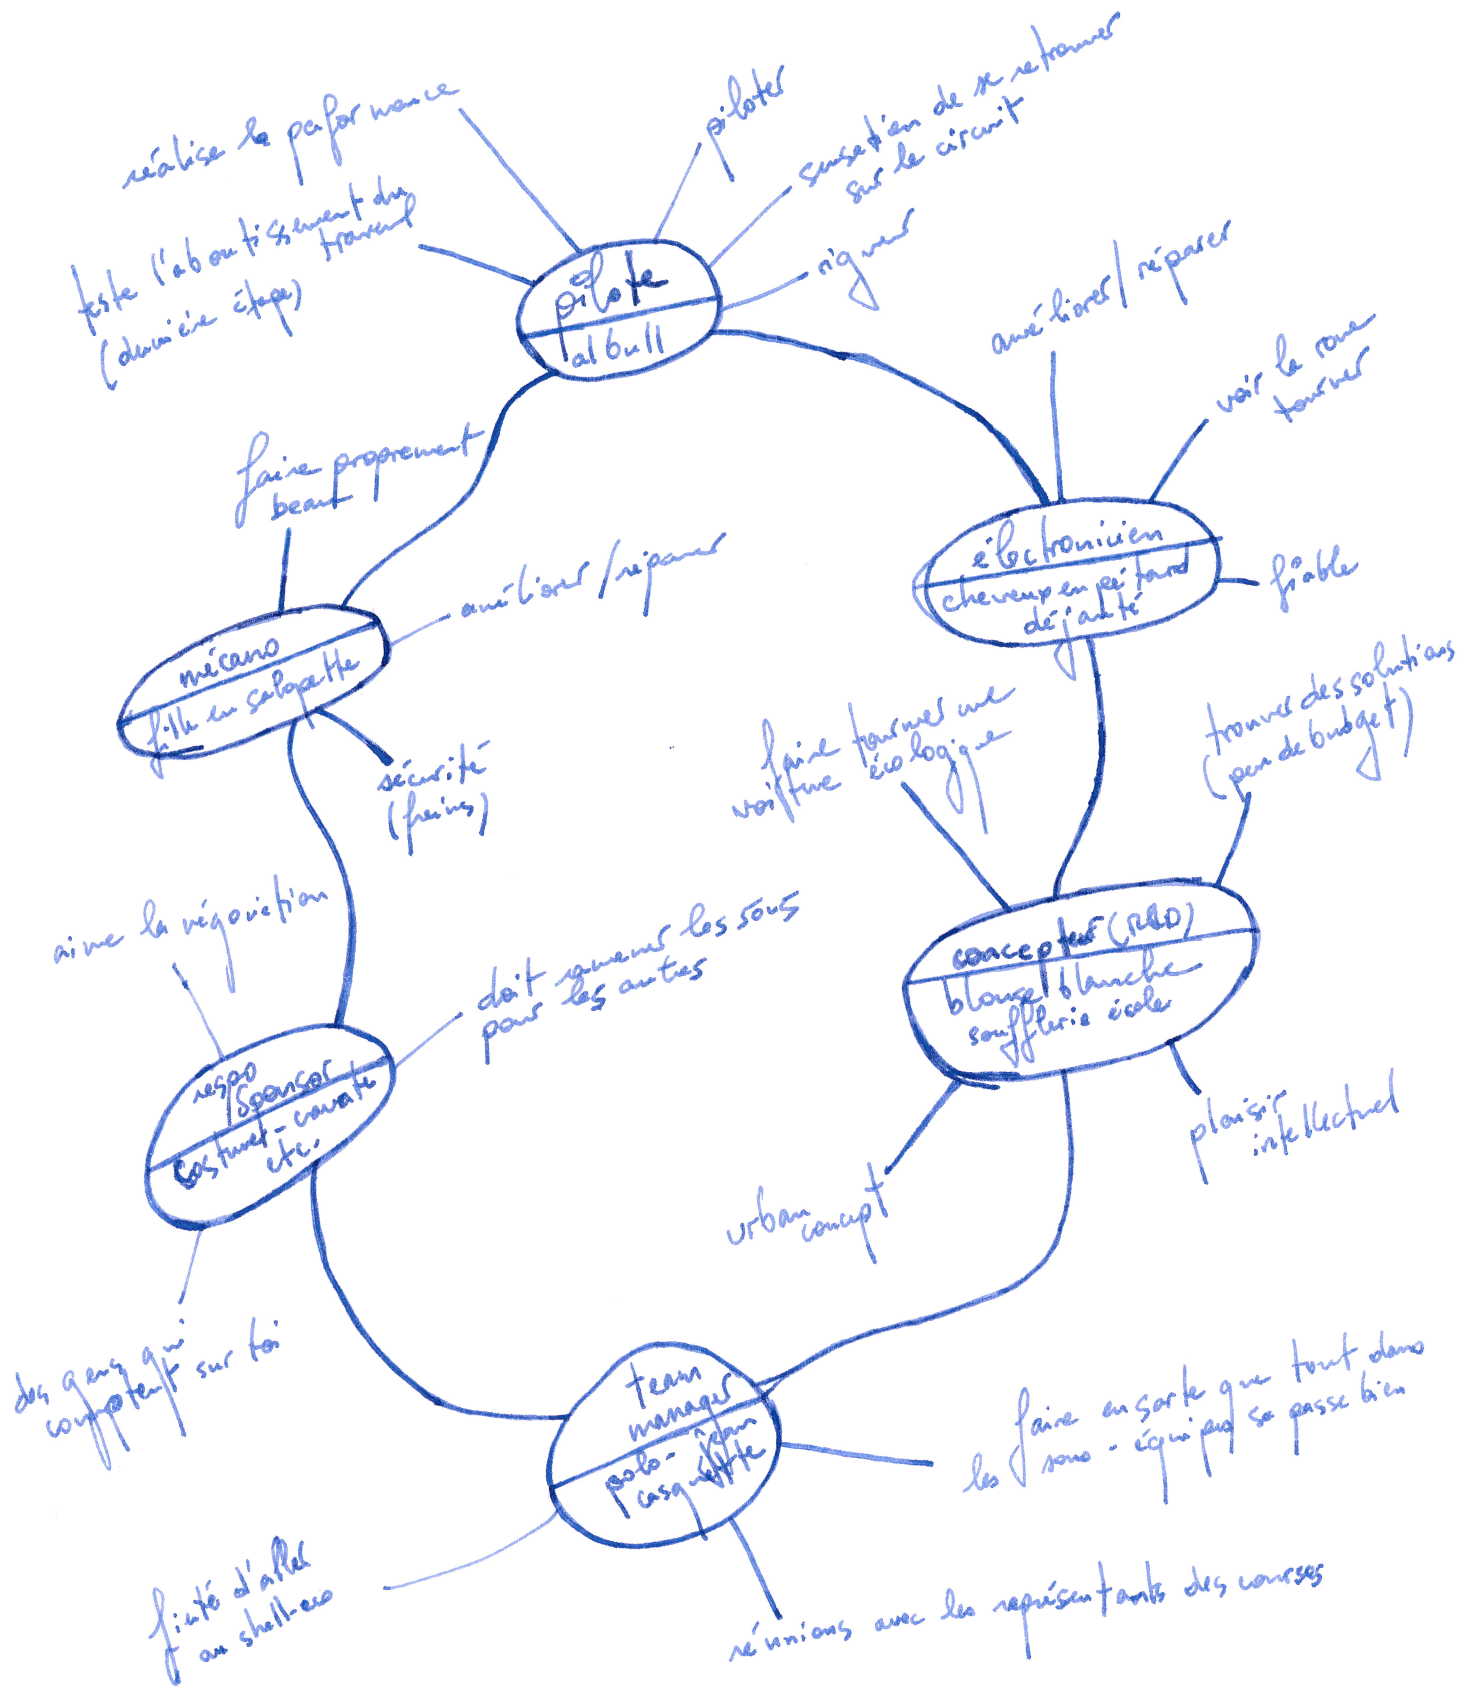 réalise la performance
piloter
sensation de se retrouver
sur le circuit
rigueur
teste l'aboutissement du
travail
(dernière étape)
pilote
al bull
améliorer/réparer
voir la roue
tourner
faire proprement
beau
électronicien
cheveux en pétard
déjanté
fiable
améliorer/réparer
mécano
fille en salopette
sécurité
(freins)
faire tourner une
voiture écologique
trouver des solutions
(peu de budget)
aime la négociation
doit ramener les sous
pour les autres
concepteur (R&D)
blouse blanche
soufflerie école
respo
sponsor
costume-cravate
etc.
plaisir
intellectuel
urban
concept
des gens qui
comptent sur toi
team
manager
polo - jean
casquette
faire en sorte que tout dans
les sous-équipes se passe bien
fierté d'aller
au shell-eco
réunions avec les représentants des courses